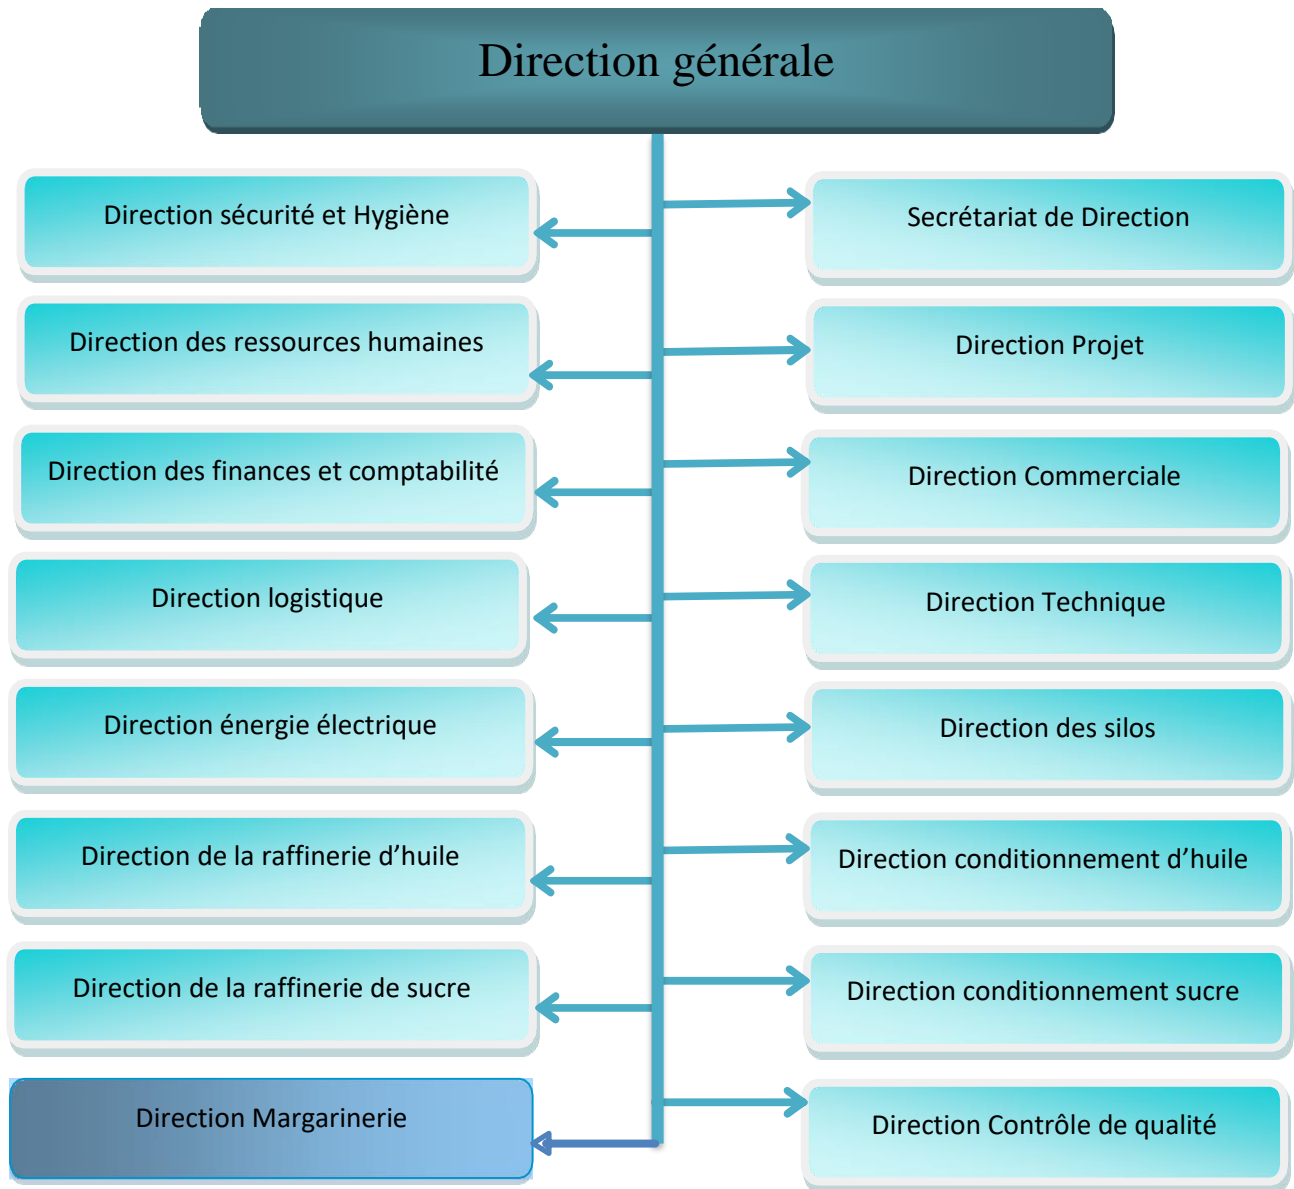 Direction générale
Direction sécurité et Hygiène
Secrétariat de Direction
Direction des ressources humaines
Direction Projet
Direction des finances et comptabilité
Direction Commerciale
Direction logistique
Direction Technique
Direction énergie électrique
Direction des silos
Direction de la raffinerie d’huile
Direction conditionnement d’huile
Direction de la raffinerie de sucre
Direction conditionnement sucre
Direction Margarinerie
Direction Contrôle de qualité